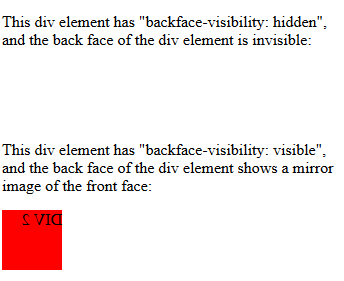 This div element has "backface-visibility: hidden",
and the back face of the div element is invisible:
This div element has "backface-visibility: visible",
and the back face of the div element shows a mirror
image of the front face:
DIV 2